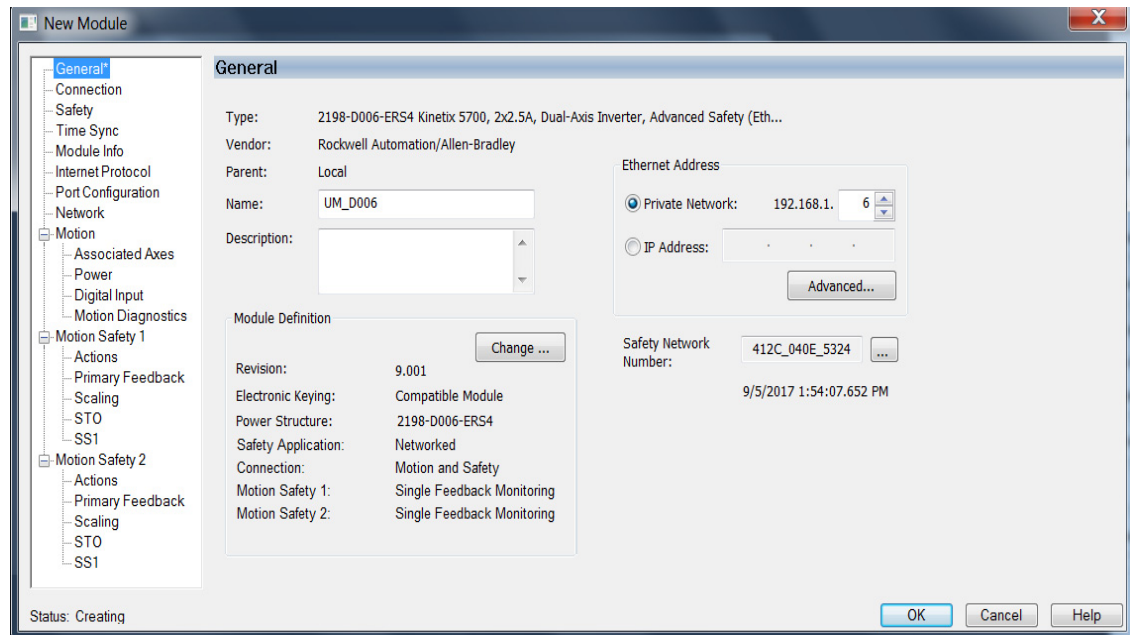 New Module
X
General*
Connection
Safety
Time Sync
Module Info
Internet Protocol
Port Configuration
Network
Motion
Associated Axes
Power
Digital Input
Motion Diagnostics
Motion Safety 1
Actions
Primary Feedback
Scaling
STO
SS1
Motion Safety 2
Actions
Primary Feedback
Scaling
STO
SS1
General
Type: 2198-D006-ERS4 Kinetix 5700, 2x2.5A, Dual-Axis Inverter, Advanced Safety (Eth...
Vendor: Rockwell Automation/Allen-Bradley
Parent: Local
Name: UM_D006
Description:
Module Definition
Change ...
Revision: 9.001
Electronic Keying: Compatible Module
Power Structure: 2198-D006-ERS4
Safety Application: Networked
Connection: Motion and Safety
Motion Safety 1: Single Feedback Monitoring
Motion Safety 2: Single Feedback Monitoring
Ethernet Address
Private Network: 192.168.1. 6
IP Address: . . .
Advanced...
Safety Network
Number:
412C_040E_5324 ...
9/5/2017 1:54:07.652 PM
Status: Creating
OK Cancel Help